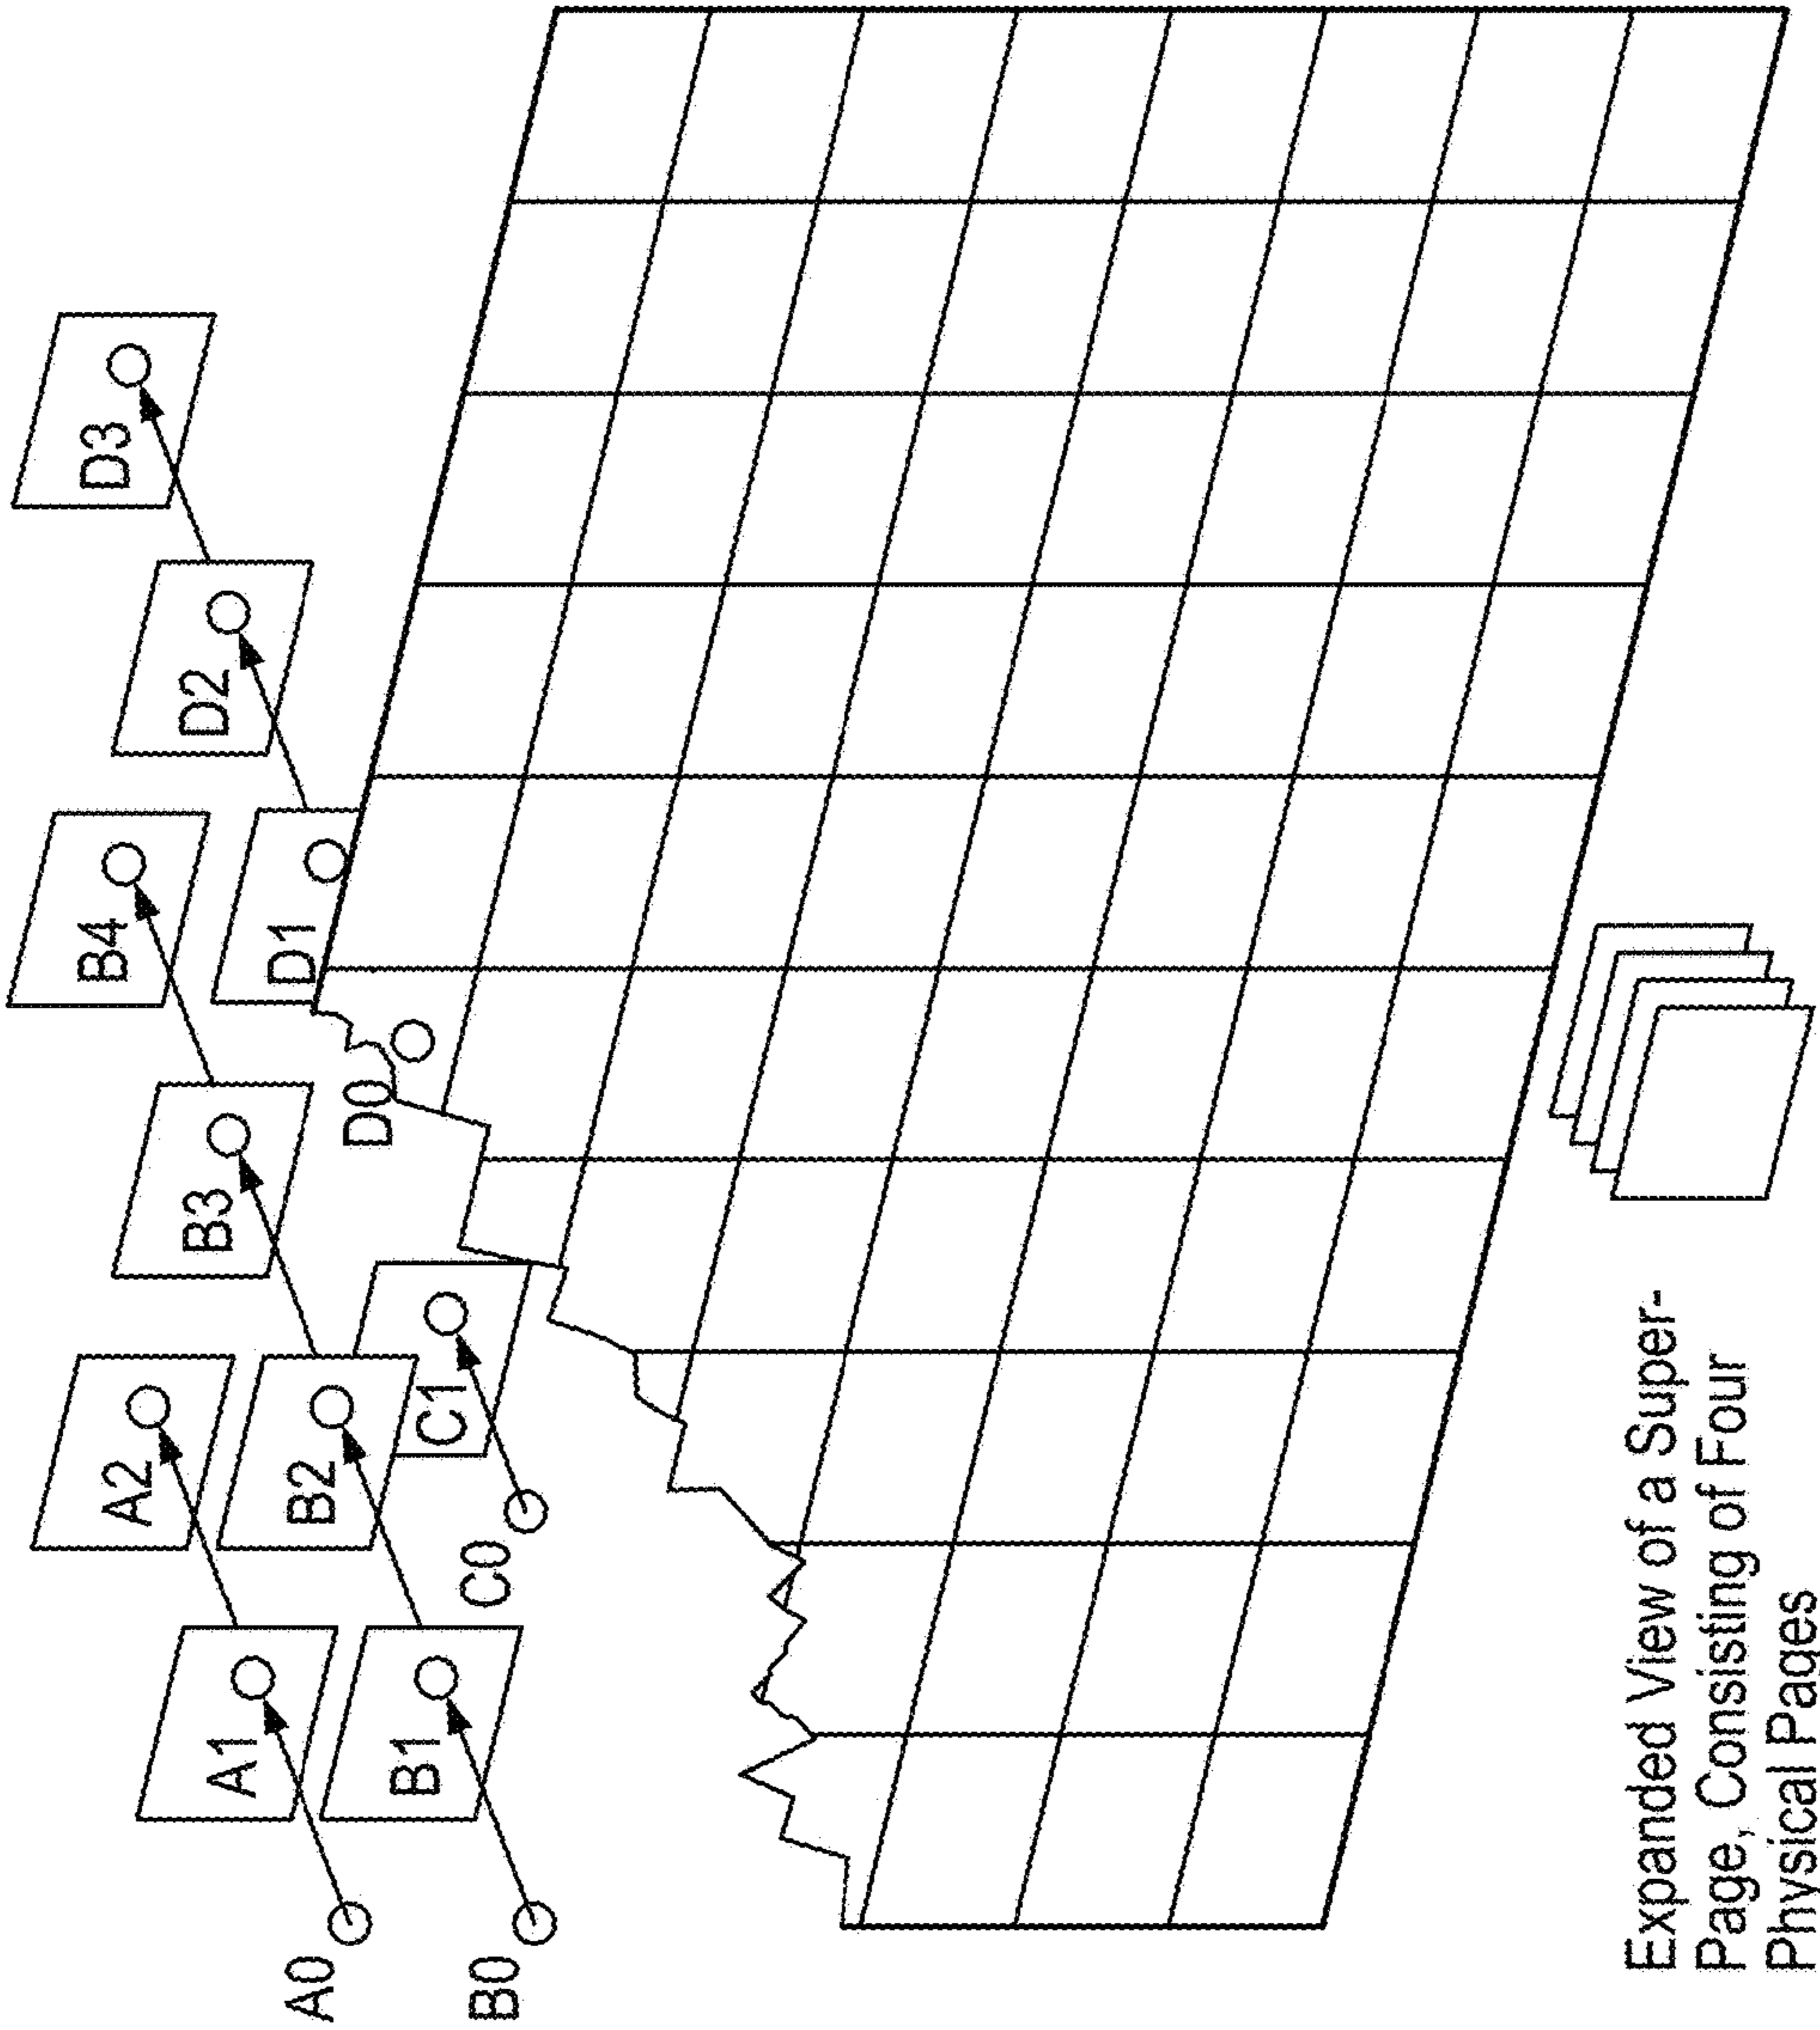 A0
A1
A2
B0
B1
B2
B3
B4
C0
C1
D0
D1
D2
D3
Expanded View of a Super-
Page, Consisting of Four
Physical Pages